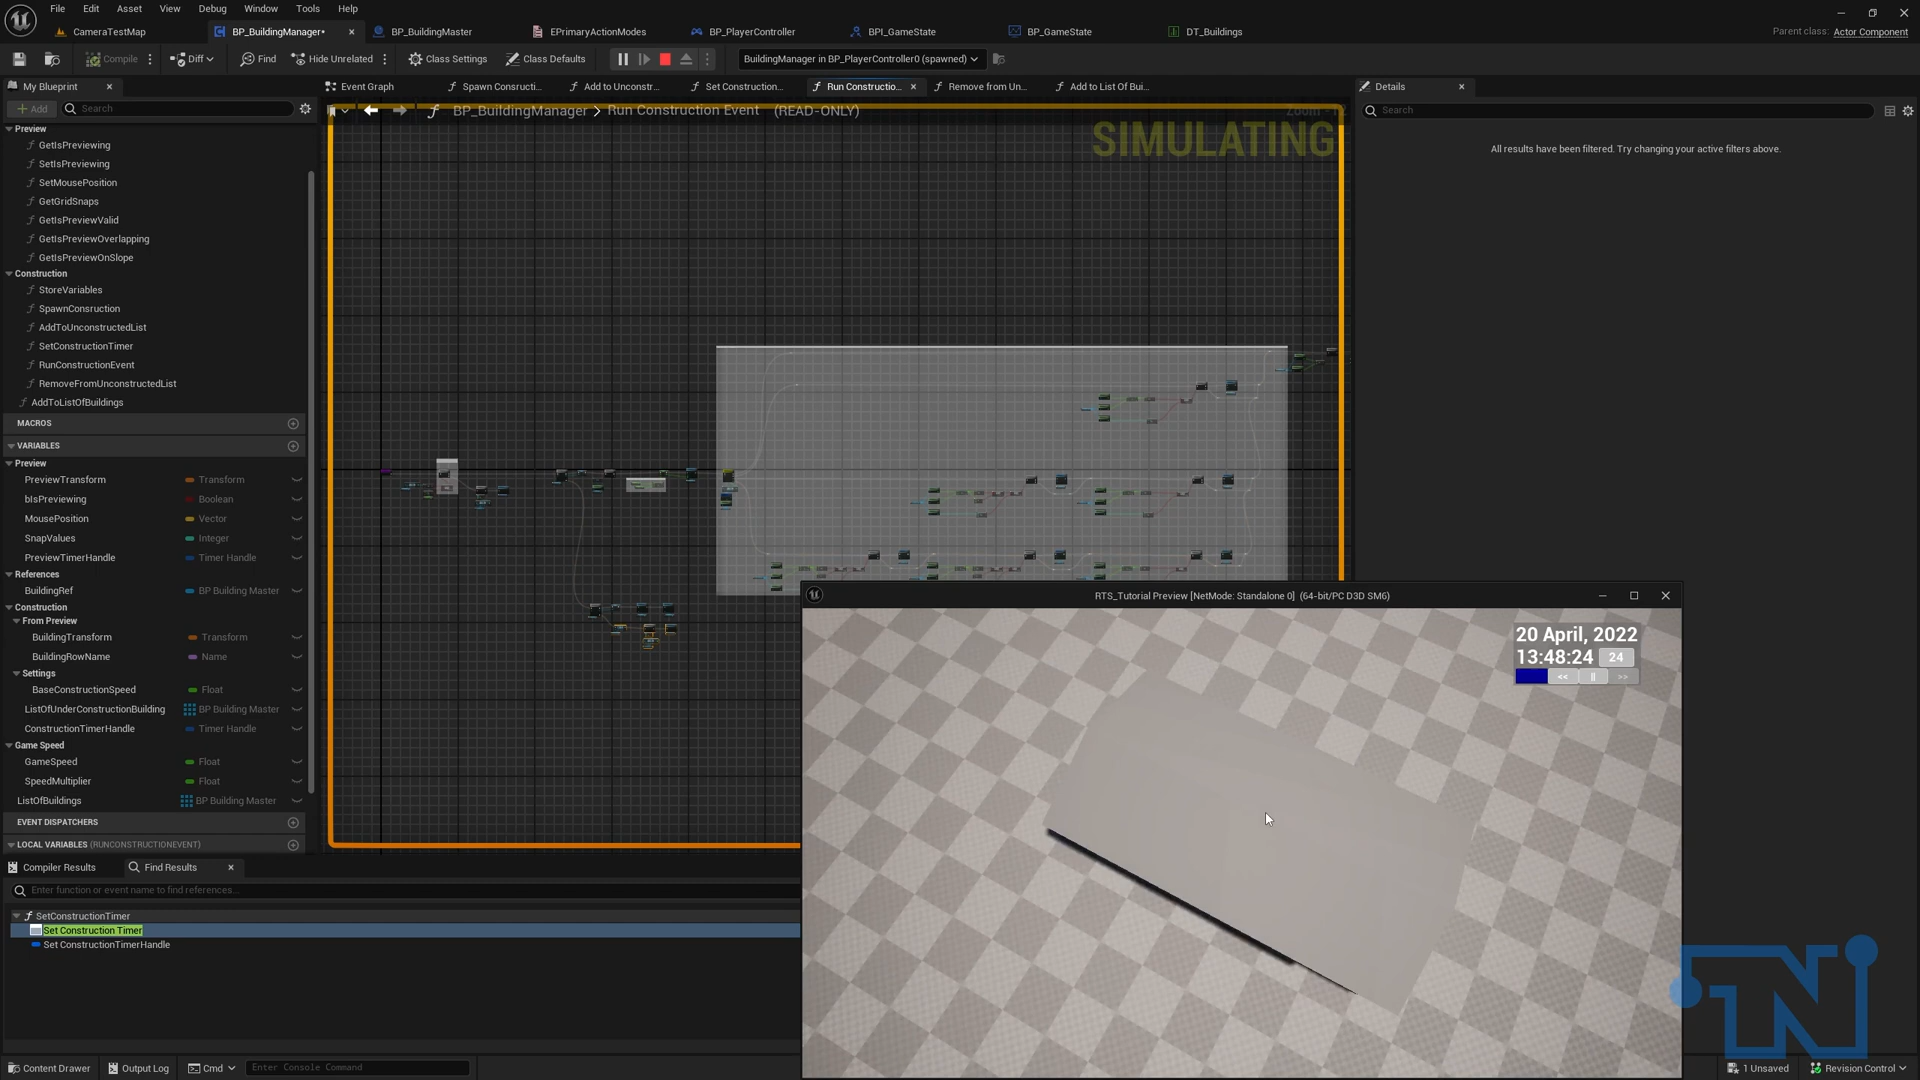 File Edit Asset View Debug Window Tools Help
CameraTestMap BP_BuildingManager• BP_BuildingMaster EPrimaryActionModes BP_PlayerController BPI_GameState BP_GameState DT_Buildings
Parent class: Actor Component
Compile Diff Find Hide Unrelated Class Settings Class Defaults BuildingManager in BP_PlayerController0 (spawned)
My Blueprint
Event Graph Spawn Constructi... Add to Unconstr... Set Construction... Run Constructio... Remove from Un... Add to List Of Bui...
Details
Add Search
BP_BuildingManager > Run Construction Event (READ-ONLY)
Search
SIMULATING
All results have been filtered. Try changing your active filters above.
Preview
GetIsPreviewing
SetIsPreviewing
SetMousePosition
GetGridSnaps
GetIsPreviewValid
GetIsPreviewOverlapping
GetIsPreviewOnSlope
Construction
StoreVariables
SpawnConsruction
AddToUnconstructedList
SetConstructionTimer
RunConstructionEvent
RemoveFromUnconstructedList
AddToListOfBuildings
MACROS
VARIABLES
Preview
PreviewTransform Transform
bIsPreviewing Boolean
MousePosition Vector
SnapValues Integer
PreviewTimerHandle Timer Handle
References
BuildingRef BP Building Master
Construction
From Preview
BuildingTransform Transform
BuildingRowName Name
Settings
BaseConstructionSpeed Float
ListOfUnderConstructionBuilding BP Building Master
ConstructionTimerHandle Timer Handle
Game Speed
GameSpeed Float
SpeedMultiplier Float
ListOfBuildings BP Building Master
EVENT DISPATCHERS
LOCAL VARIABLES (RUNCONSTRUCTIONEVENT)
RTS_Tutorial Preview [NetMode: Standalone 0] (64-bit/PC D3D SM6)
20 April, 2022
13:48:24 24
<< || >>
Compiler Results Find Results
Enter function or event name to find references...
SetConstructionTimer
Set Construction Timer
Set ConstructionTimerHandle
Content Drawer Output Log Cmd Enter Console Command
1 Unsaved Revision Control